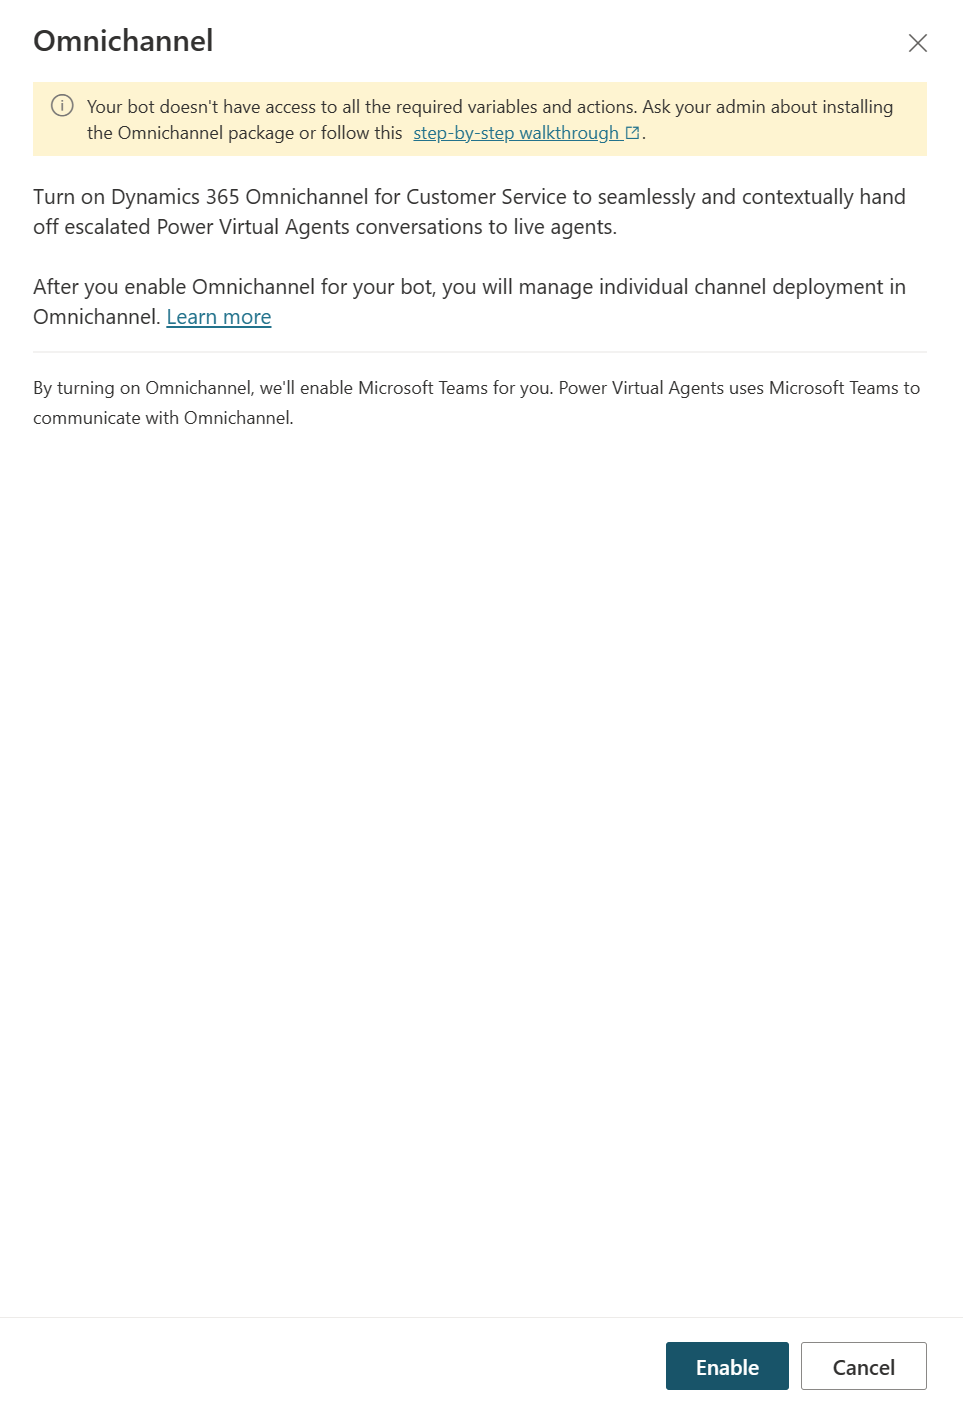 Omnichannel
Your bot doesn't have access to all the required variables and actions. Ask your admin about installing
the Omnichannel package or follow this step-by-step walkthrough.
Turn on Dynamics 365 Omnichannel for Customer Service to seamlessly and contextually hand
off escalated Power Virtual Agents conversations to live agents.
After you enable Omnichannel for your bot, you will manage individual channel deployment in
Omnichannel. Learn more
By turning on Omnichannel, we'll enable Microsoft Teams for you. Power Virtual Agents uses Microsoft Teams to
communicate with Omnichannel.
Enable
Cancel